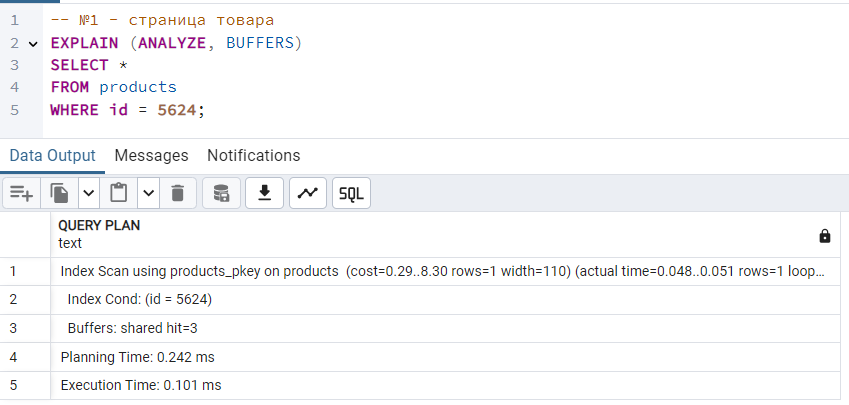 1 -- №1 - страница товара
2 EXPLAIN (ANALYZE, BUFFERS)
3 SELECT *
4 FROM products
5 WHERE id = 5624;
Data Output Messages Notifications
SQL
QUERY PLAN
text
1 Index Scan using products_pkey on products (cost=0.29..8.30 rows=1 width=110) (actual time=0.048..0.051 rows=1 loop...
2 Index Cond: (id = 5624)
3 Buffers: shared hit=3
4 Planning Time: 0.242 ms
5 Execution Time: 0.101 ms